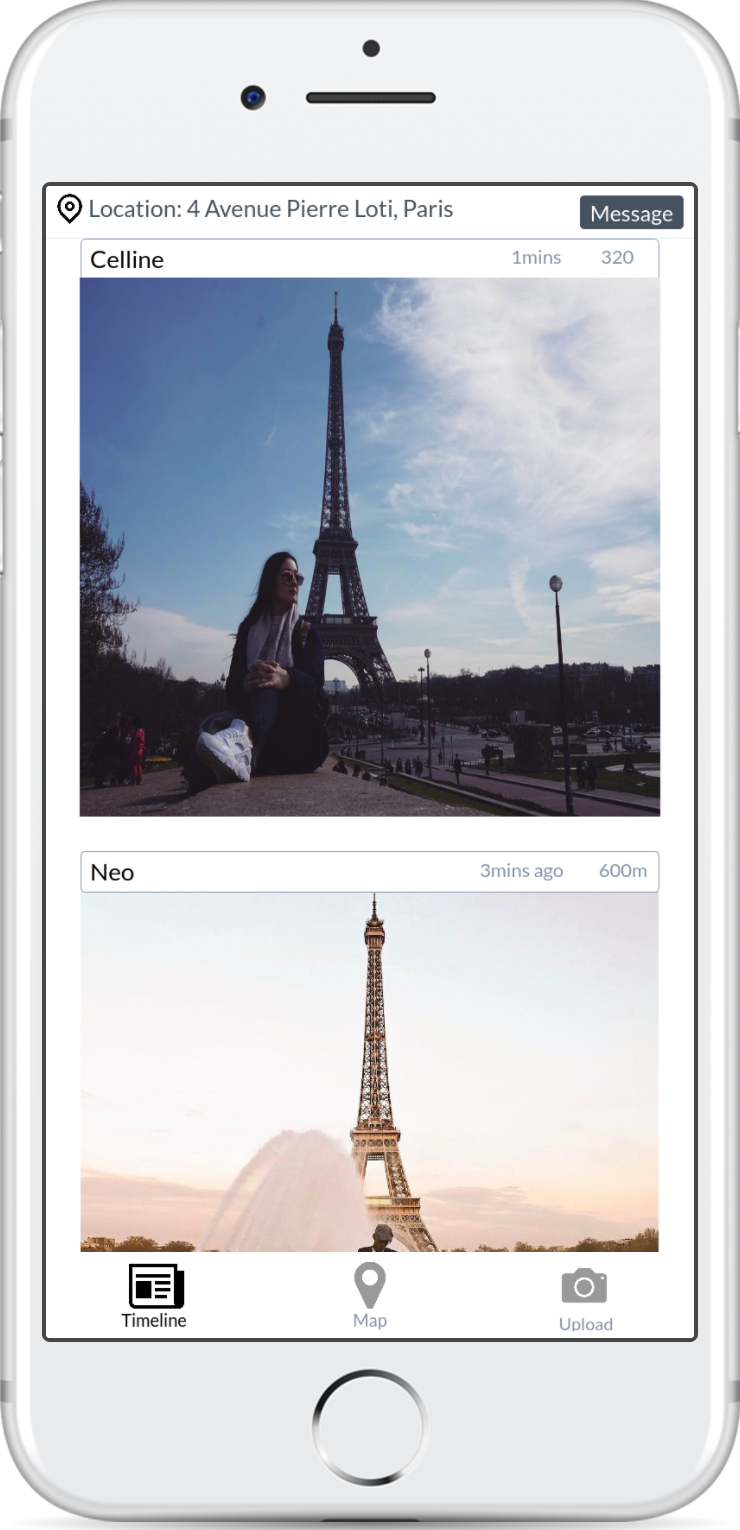 Location: 4 Avenue Pierre Loti, Paris
Message
Celline 1mins 320
Neo 3mins ago 600m
Timeline Map Upload